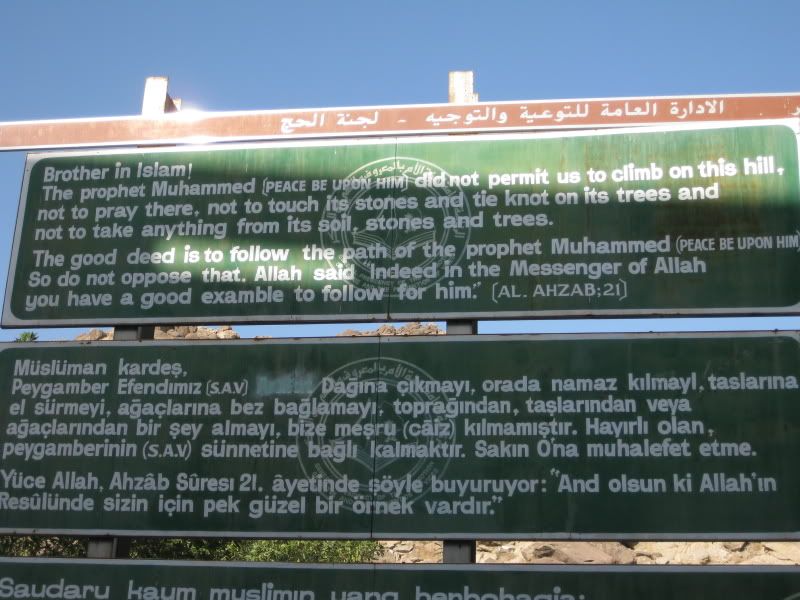 الادارة العامة للتوعية والتوجيه - لجنة الحج
Brother in Islam!
The prophet Muhammed (PEACE BE UPON HIM) did not permit us to climb on this hill,
not to pray there, not to touch its stones and tie knot on its trees and
not to take anything from its soil, stones and trees.
The good deed is to follow the path of the prophet Muhammed (PEACE BE UPON HIM)
So do not oppose that. Allah said indeed in the Messenger of Allah
you have a good examble to follow for him." (AL. AHZAB:21)
Müslüman kardeş,
Peygamber Efendimiz (S.A.V) Dağına çıkmayı, orada namaz kılmayl, taslarına
el sürmeyi, ağaçlarına bez bağlamayı, toprağından, taşlarından veya
ağaçlarından bir şey almayı, bize mesru (câiz) kılmamıştır. Hayırlı olan,
peygamberinin (S.A.V) sünnetine bağlı kalmaktır. Sakın O'na muhalefet etme.
Yüce Allah, Ahzâb Sûresı 21. âyetinde şöyle buyuruyor: "And olsun ki Allah'ın
Resûlünde sizin için pek güzel bir örnek vardır."
Saudaru kaum muslimin yang berbahagia: